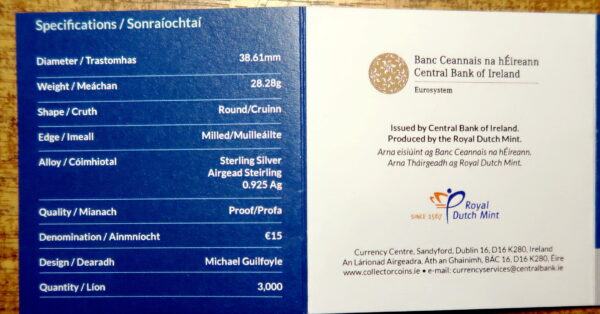 Specifications / Sonraíochtaí
Diameter / Trastomhas 38.61mm
Weight / Meáchan 28.28g
Shape / Cruth Round/Cruinn
Edge / Imeall Milled/Muilleáilte
Alloy / Cóimhiotal Sterling Silver
Airgead Steirling
0.925 Ag
Quality / Mianach Proof/Profa
Denomination / Ainmníocht €15
Design / Dearadh Michael Guilfoyle
Quantity / Líon 3,000
Banc Ceannais na hÉireann
Central Bank of Ireland
Eurosystem
Issued by Central Bank of Ireland.
Produced by the Royal Dutch Mint.
Arna eisiúint ag Banc Ceannais na hÉireann.
Arna Tháirgeadh ag Royal Dutch Mint.
SINCE 1567 Royal
Dutch Mint
Currency Centre, Sandyford, Dublin 16, D16 K280, Ireland
An Lárionad Airgeadra, Áth an Ghainimh, BÁC 16, D16 K280, Éire
www.collectorcoins.ie • e-mail: currencyservices@centralbank.ie